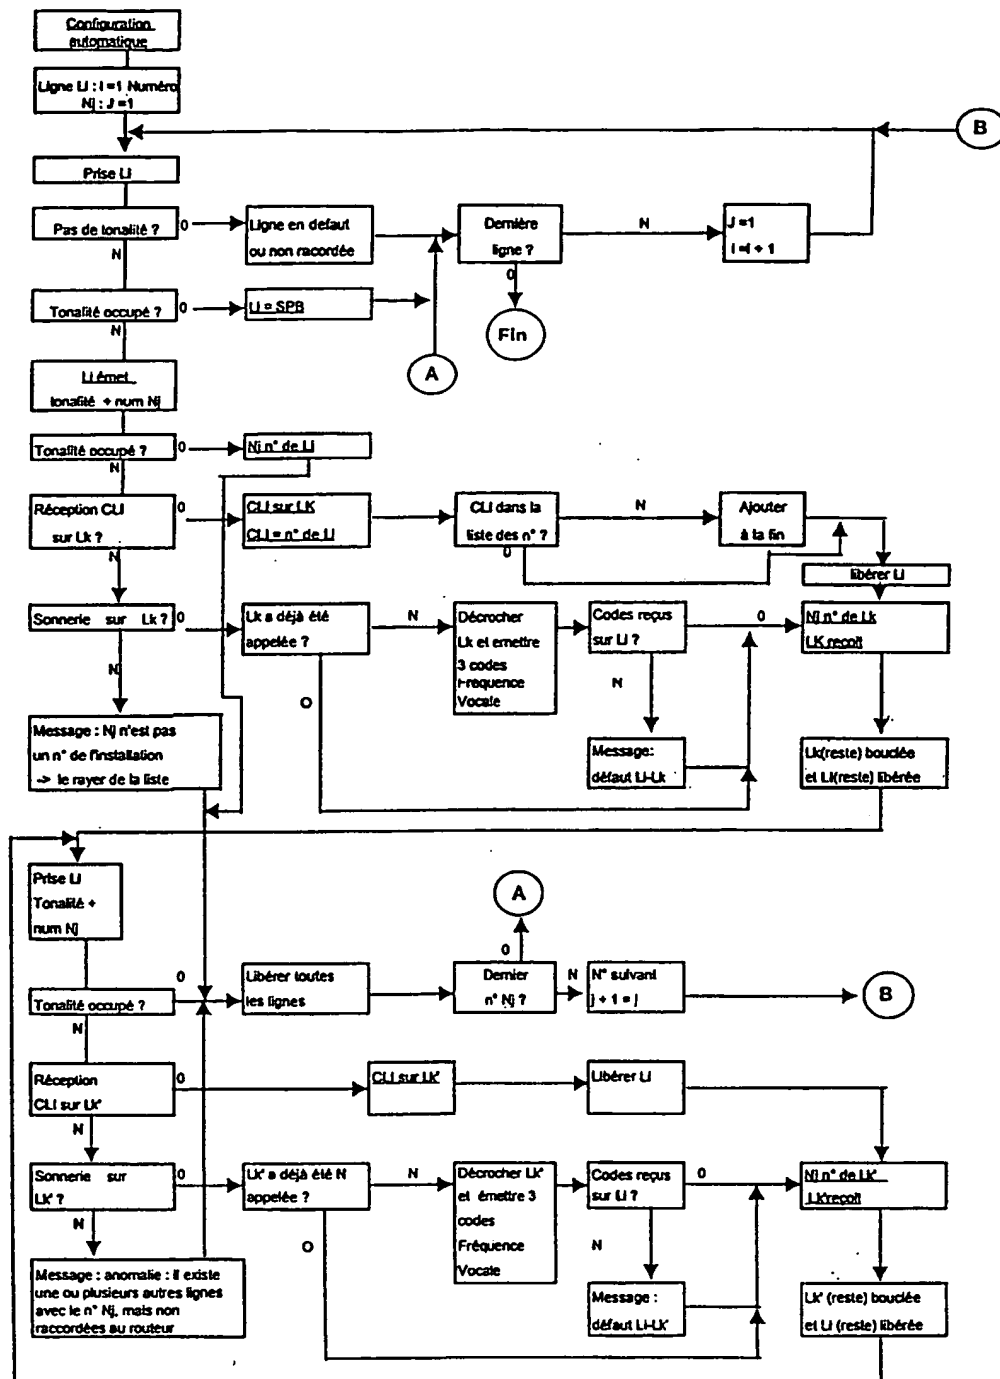 Configuration
automatique
Ligne Li : I =1 Numéro
Nj : J =1
B
Prise Li
Pas de tonalité ?
0
Ligne en defaut
ou non racordée
Dernière
ligne ?
N
J =1
I =I + 1
N
0
Tonalité occupé ?
0
Li = SPB
Fin
N
A
Li émet
tonalité + num Nj
Tonalité occupé ?
0
Nj n° de Li
N
Réception CLI
sur Lk ?
0
CLI sur LK
CLI = n° de Li
CLI dans la
liste des n° ?
N
Ajouter
à la fin
0
N
libérer Li
Sonnerie sur Lk ?
0
Lk a déjà été
appelée ?
N
Décrocher
Lk et emettre
3 codes
Fréquence
Vocale
Codes reçus
sur Li ?
0
Nj n° de Lk
LK reçoit
N
N
O
Message : Nj n'est pas
un n° de l'installation
-> le rayer de la liste
Message:
défaut Li-Lk
Lk(reste) bouclée
et Li(reste) libérée
Prise Li
Tonalité +
num Nj
A
0
0
Tonalité occupé ?
Libérer toutes
les lignes
Dernier
n° Nj ?
N
N° suivant
j + 1 = j
B
N
Réception
CLI sur Lk'
0
CLI sur Lk'
Libérer Li
N
Sonnerie sur
Lk' ?
0
Lk' a déjà été N
appelée ?
N
Décrocher Lk'
et émettre 3
codes
Fréquence
Vocale
Codes reçus
sur Li ?
0
Nj n° de Lk'
Lk'reçoit
N
O
N
Message : anomalie : il existe
une ou plusieurs autres lignes
avec le n° Nj, mais non
raccordées au routeur
Message :
défaut Li-Lk'
Lk' (reste) bouclée
et Li (reste) libérée